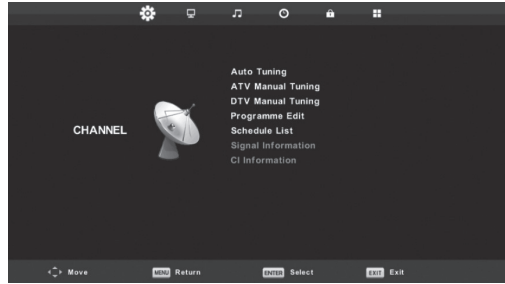 Auto Tuning
ATV Manual Tuning
DTV Manual Tuning
Programme Edit
CHANNEL
Schedule List
Signal Information
CI Information
Move
MENU Return
ENTER Select
EXIT Exit